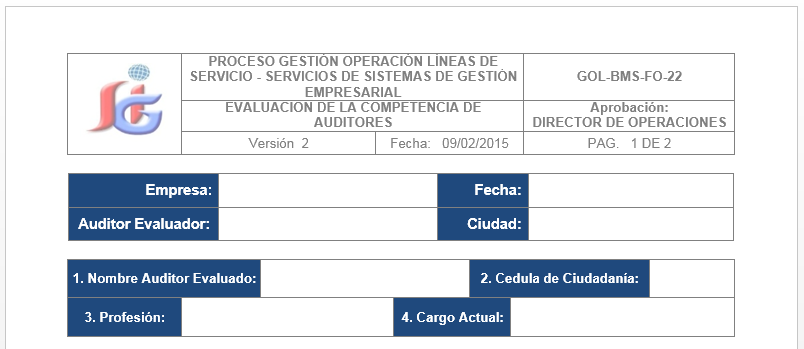 PROCESO GESTIÓN OPERACIÓN LÍNEAS DE
SERVICIO - SERVICIOS DE SISTEMAS DE GESTIÓN
EMPRESARIAL
GOL-BMS-FO-22
EVALUACION DE LA COMPETENCIA DE
AUDITORES
Aprobación:
DIRECTOR DE OPERACIONES
Versión 2
Fecha: 09/02/2015
PAG. 1 DE 2
Empresa:
Fecha:
Auditor Evaluador:
Ciudad:
1. Nombre Auditor Evaluado:
2. Cedula de Ciudadanía:
3. Profesión:
4. Cargo Actual: